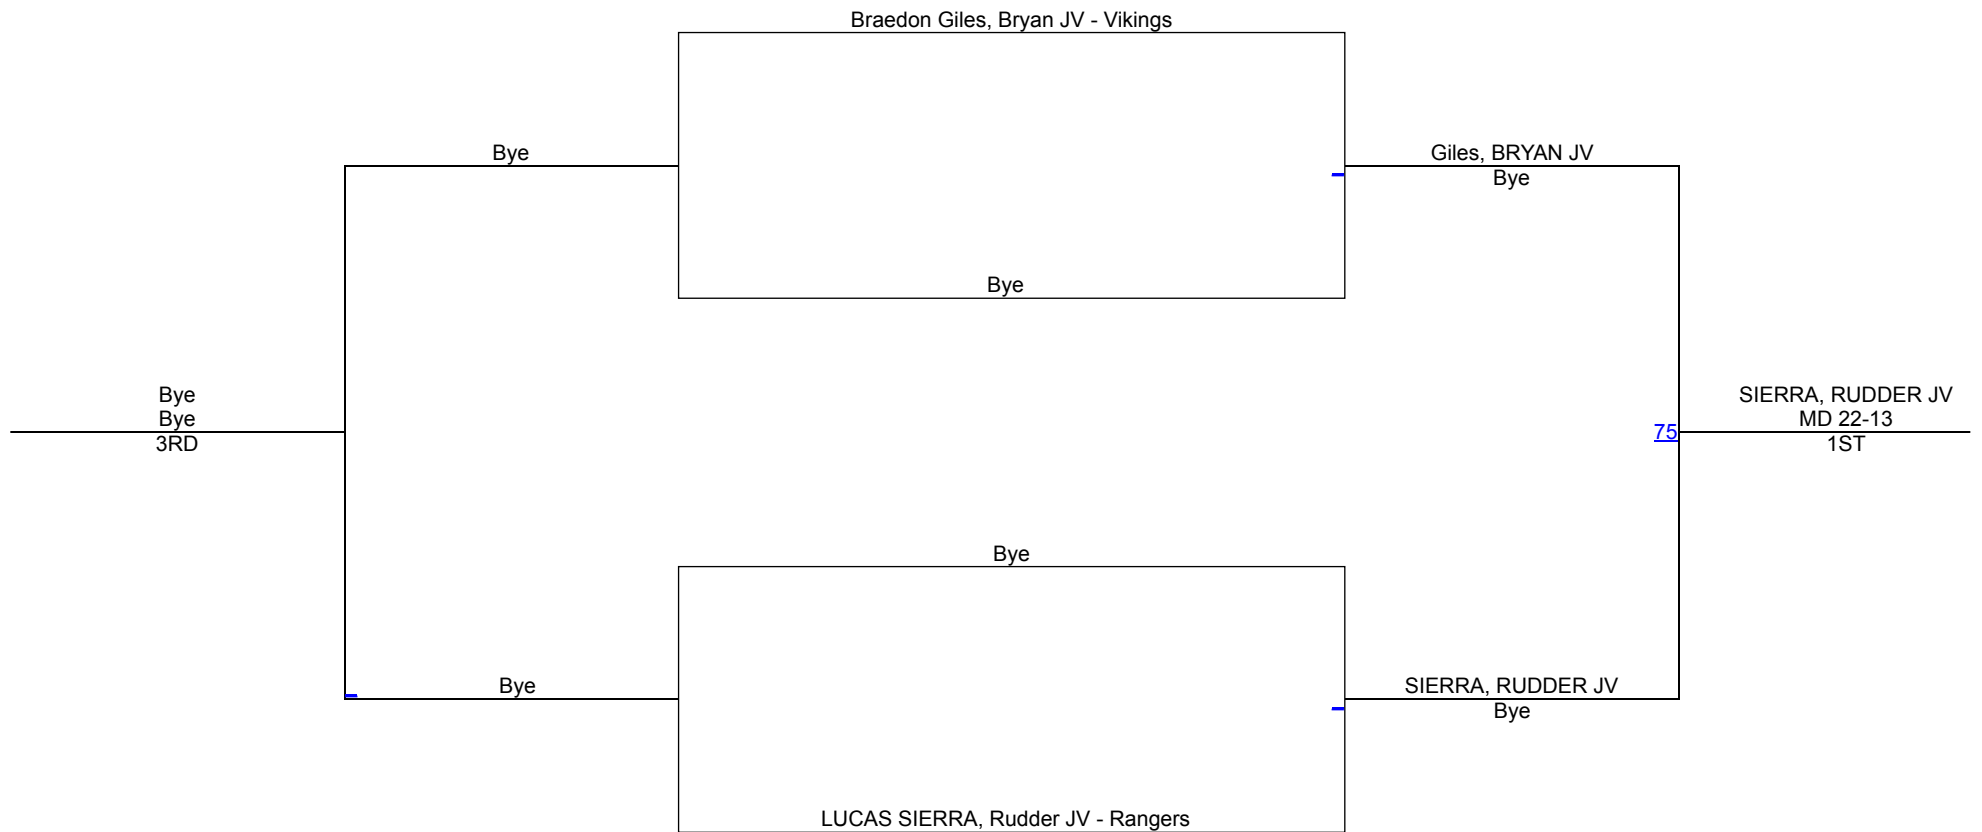 Braedon Giles, Bryan JV - Vikings
Bye
Giles, BRYAN JV
Bye
Bye
Bye
Bye
3RD
SIERRA, RUDDER JV
MD 22-13
1ST
75
Bye
Bye
SIERRA, RUDDER JV
Bye
LUCAS SIERRA, Rudder JV - Rangers